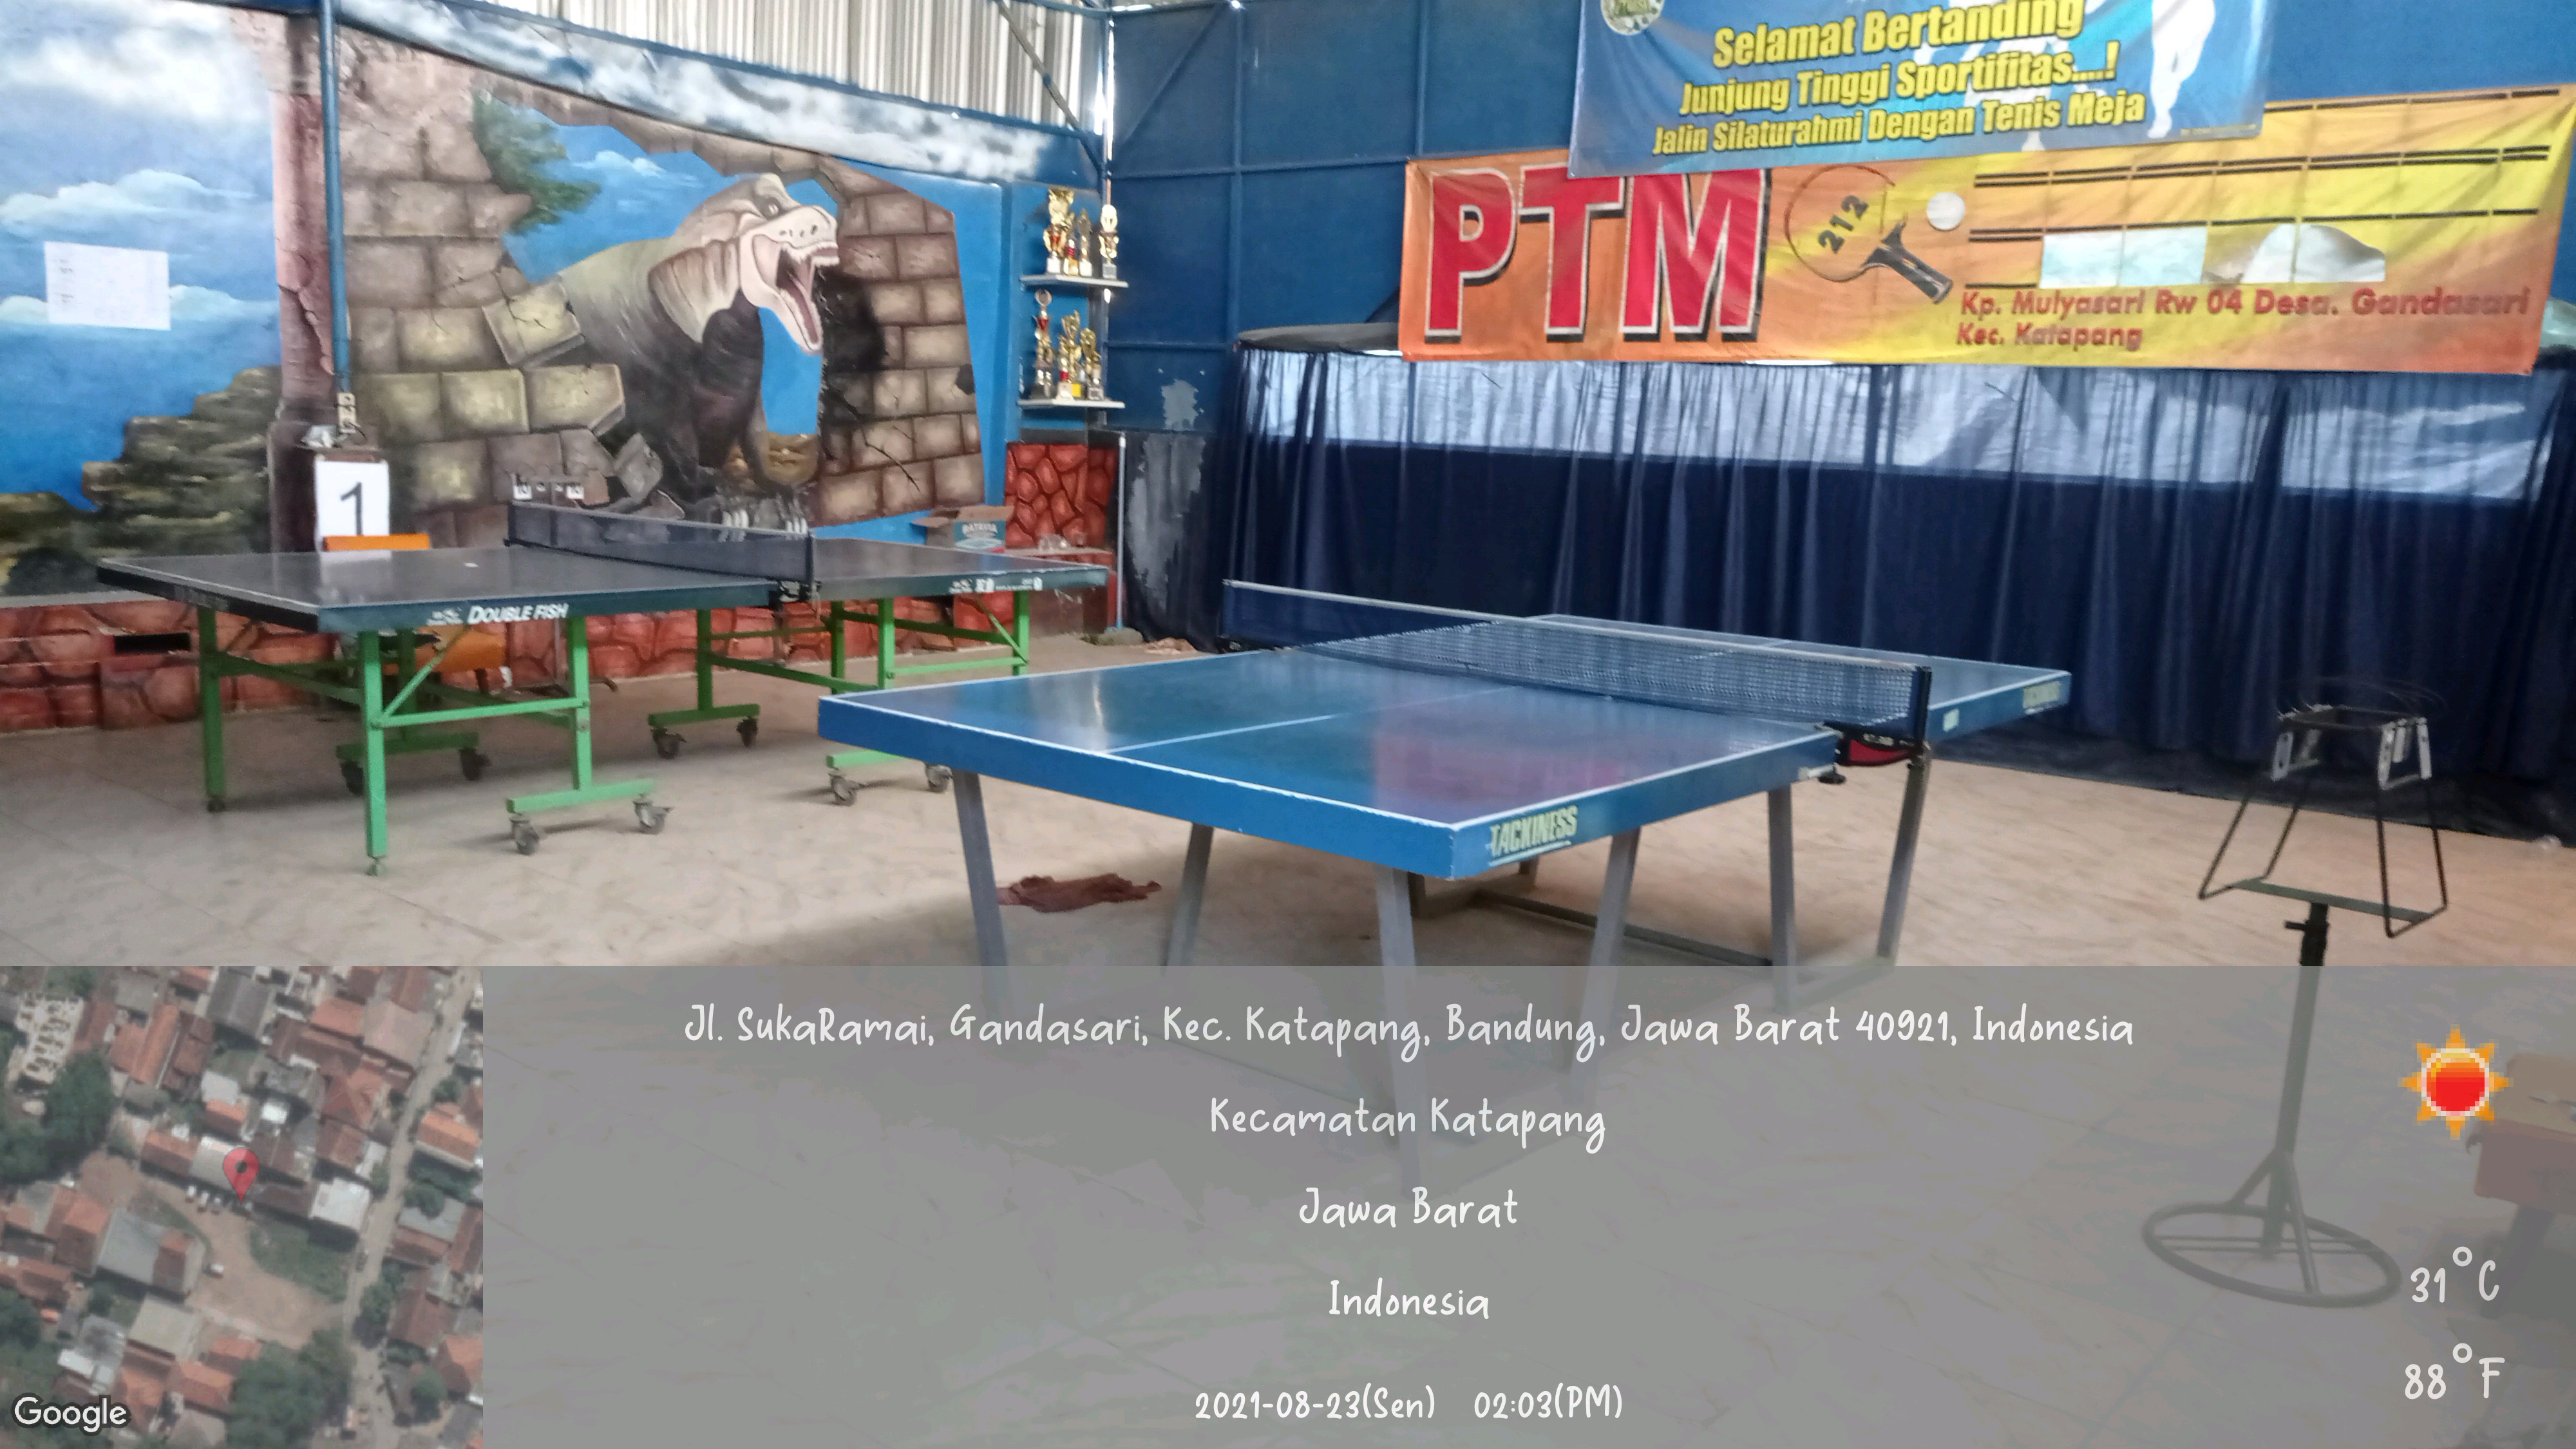 Selamat Bertanding
Junjung Tinggi Sportifitas....!
Jalin Silaturahmi Dengan Tenis Meja
PTM
212
Kp. Mulyasari Rw 04 Desa. Gandasari
Kec. Katapang
1
BATAVIA
DOUBLE FISH
TACKINESS
Jl. SukaRamai, Gandasari, Kec. Katapang, Bandung, Jawa Barat 40921, Indonesia
Kecamatan Katapang
Jawa Barat
Indonesia
2021-08-23(Sen) 02:03(PM)
31°C
88°F
Google